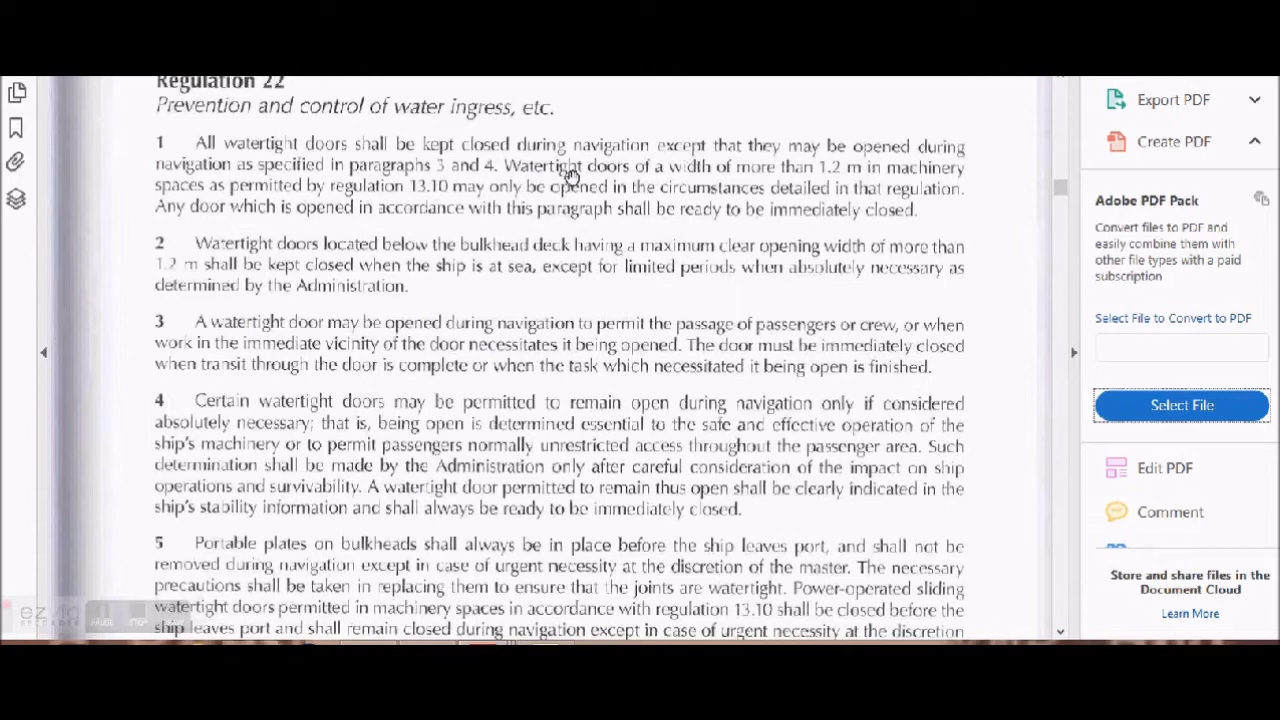 Regulation 22
Prevention and control of water ingress, etc.
1 All watertight doors shall be kept closed during navigation except that they may be opened during
navigation as specified in paragraphs 3 and 4. Watertight doors of a width of more than 1.2 m in machinery
spaces as permitted by regulation 13.10 may only be opened in the circumstances detailed in that regulation.
Any door which is opened in accordance with this paragraph shall be ready to be immediately closed.
2 Watertight doors located below the bulkhead deck having a maximum clear opening width of more than
1.2 m shall be kept closed when the ship is at sea, except for limited periods when absolutely necessary as
determined by the Administration.
3 A watertight door may be opened during navigation to permit the passage of passengers or crew, or when
work in the immediate vicinity of the door necessitates it being opened. The door must be immediately closed
when transit through the door is complete or when the task which necessitated it being open is finished.
4 Certain watertight doors may be permitted to remain open during navigation only if considered
absolutely necessary; that is, being open is determined essential to the safe and effective operation of the
ship's machinery or to permit passengers normally unrestricted access throughout the passenger area. Such
determination shall be made by the Administration only after careful consideration of the impact on ship
operations and survivability. A watertight door permitted to remain thus open shall be clearly indicated in the
ship's stability information and shall always be ready to be immediately closed.
5 Portable plates on bulkheads shall always be in place before the ship leaves port, and shall not be
removed during navigation except in case of urgent necessity at the discretion of the master. The necessary
precautions shall be taken in replacing them to ensure that the joints are watertight. Power-operated sliding
watertight doors permitted in machinery spaces in accordance with regulation 13.10 shall be closed before the
ship leaves port and shall remain closed during navigation except in case of urgent necessity at the discretion
Export PDF
Create PDF
Adobe PDF Pack
Convert files to PDF and
easily combine them with
other file types with a paid
subscription
Select File to Convert to PDF
Select File
Edit PDF
Comment
Store and share files in the
Document Cloud
Learn More
PAUSE
STOP